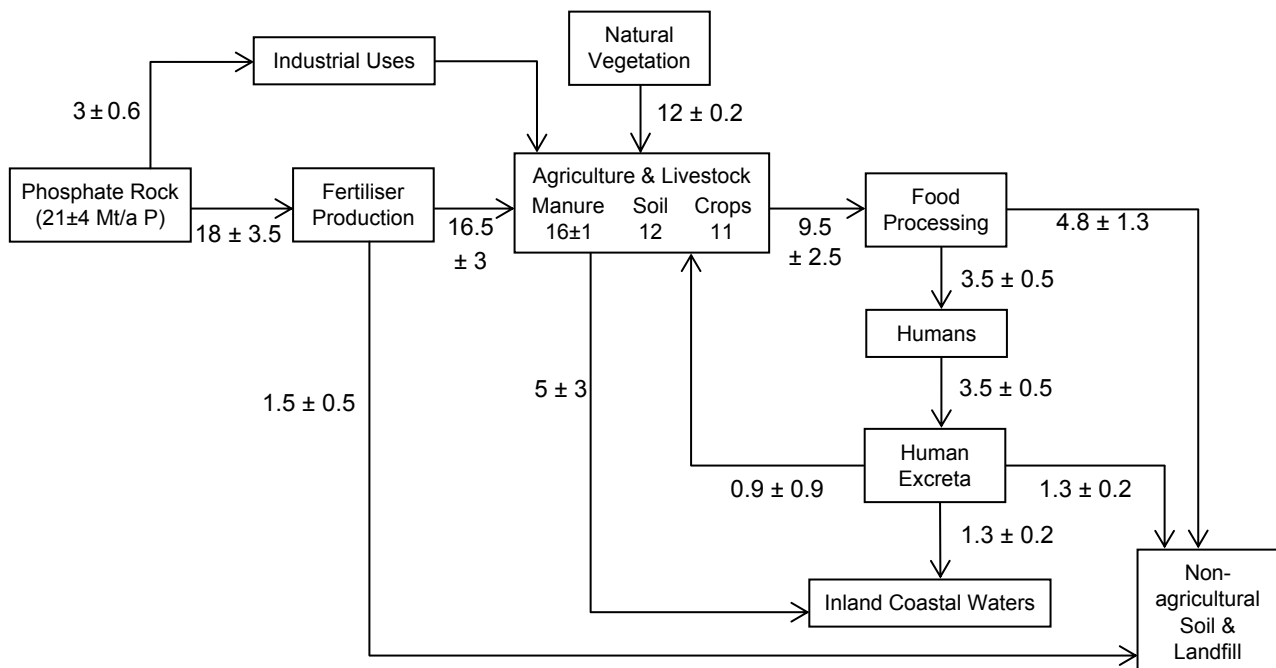 Natural
Vegetation
Industrial Uses
3 ± 0.6
12 ± 0.2
Phosphate Rock
(21±4 Mt/a P)
18 ± 3.5
Fertiliser
Production
16.5
± 3
Agriculture & Livestock
Manure Soil Crops
16±1 12 11
9.5
± 2.5
Food
Processing
4.8 ± 1.3
3.5 ± 0.5
Humans
3.5 ± 0.5
1.5 ± 0.5
5 ± 3
Human
Excreta
0.9 ± 0.9
1.3 ± 0.2
1.3 ± 0.2
Inland Coastal Waters
Non-
agricultural
Soil &
Landfill